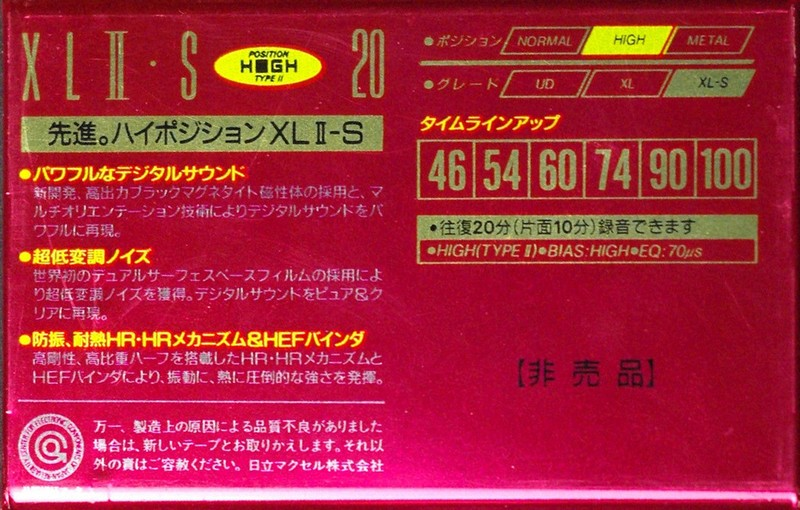 XLⅡ・S
POSITION
HIGH
TYPE Ⅱ
20
先進。ハイポジションXLⅡ-S
●パワフルなデジタルサウンド
新開発、高出力ブラックマグネタイト磁性体の採用と、マ
ルチオリエンテーション技術によりデジタルサウンドをパ
ワフルに再現。
●超低変調ノイズ
世界初のデュアルサーフェスベースフィルムの採用によ
り超低変調ノイズを獲得。デジタルサウンドをピュア&ク
リアに再現。
●防振、耐熱HR・HRメカニズム&HEFバインダ
高剛性、高比重ハーフを搭載したHR・HRメカニズムと
HEFバインダにより、振動に、熱に圧倒的な強さを発揮。
万一、製造上の原因による品質不良がありました
場合は、新しいテープとお取りかえします。それ以
外の責はご容赦ください。日立マクセル株式会社
●ポジション NORMAL HIGH METAL
●グレード UD XL XL-S
タイムラインアップ
46 54 60 74 90 100
●往復20分(片面10分)録音できます
●HIGH(TYPE Ⅱ)●BIAS:HIGH●EQ:70μs
【非売品】